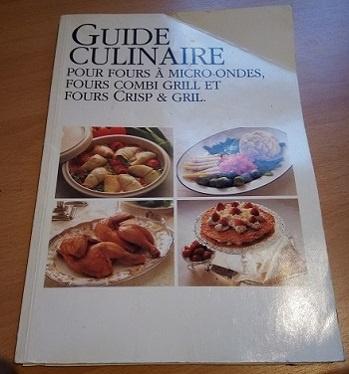 GUIDE
CULINAIRE
POUR FOURS À MICRO-ONDES,
FOURS COMBI GRILL ET
FOURS CRISP & GRIL.